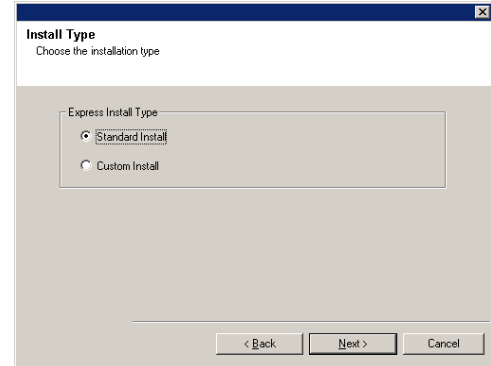 Install Type
Choose the installation type
Express Install Type
Standard Install
Custom Install
< Back
Next >
Cancel